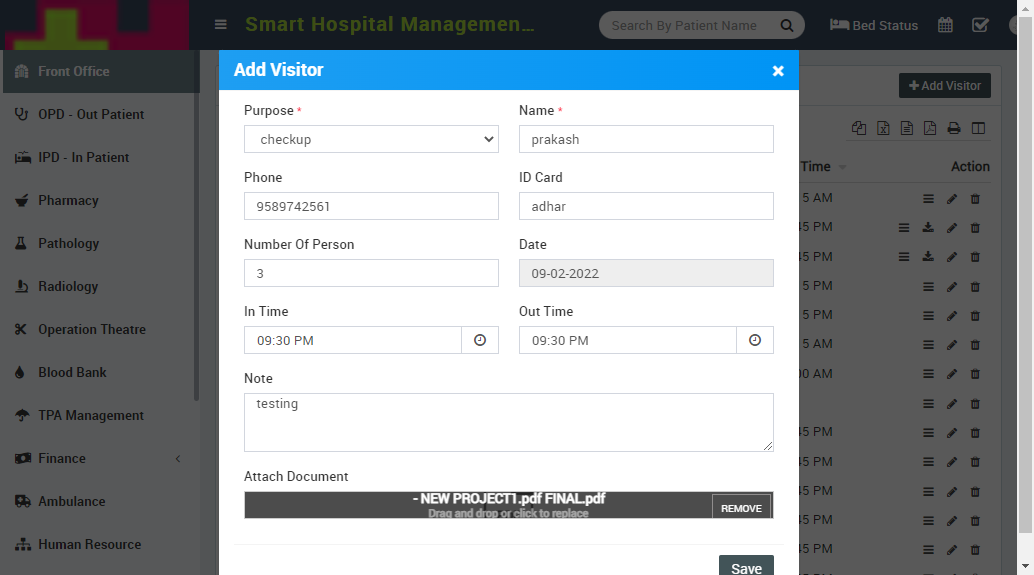 Smart Hospital Managemen...
Search By Patient Name
Bed Status
Front Office
OPD - Out Patient
IPD - In Patient
Pharmacy
Pathology
Radiology
Operation Theatre
Blood Bank
TPA Management
Finance
Ambulance
Human Resource
Add Visitor
Purpose *
Name *
checkup
prakash
Phone
ID Card
9589742561
adhar
Number Of Person
Date
3
09-02-2022
In Time
Out Time
09:30 PM
09:30 PM
Note
testing
Attach Document
- NEW PROJECT1.pdf FINAL.pdf
Drag and drop or click to replace
REMOVE
Save
Add Visitor
Time
Action
5 AM
45 PM
45 PM
5 PM
5 PM
5 AM
00 AM
45 PM
45 PM
45 PM
45 PM
45 PM